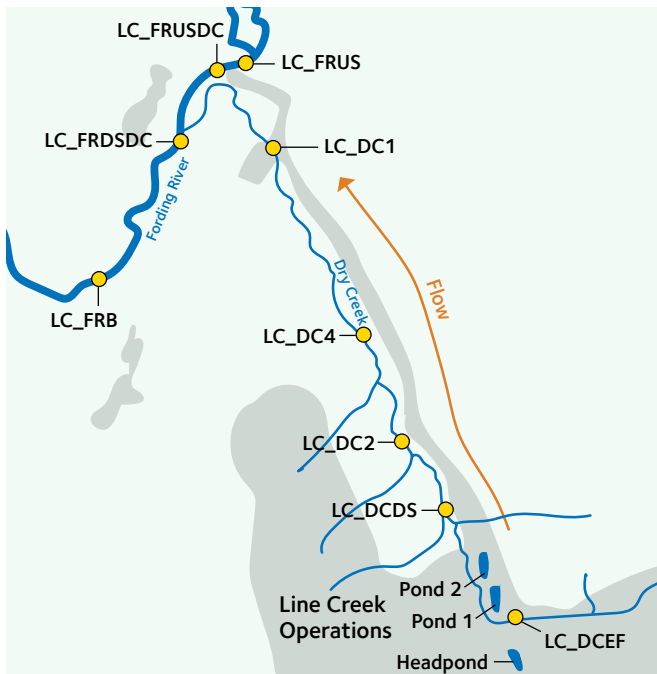 LC_FRUSDC
LC_FRUS
LC_FRDSDC
LC_DC1
Fording River
Dry Creek
Flow
LC_FRB
LC_DC4
LC_DC2
LC_DCDS
Pond 2
Line Creek
Operations
Pond 1
LC_DCEF
Headpond